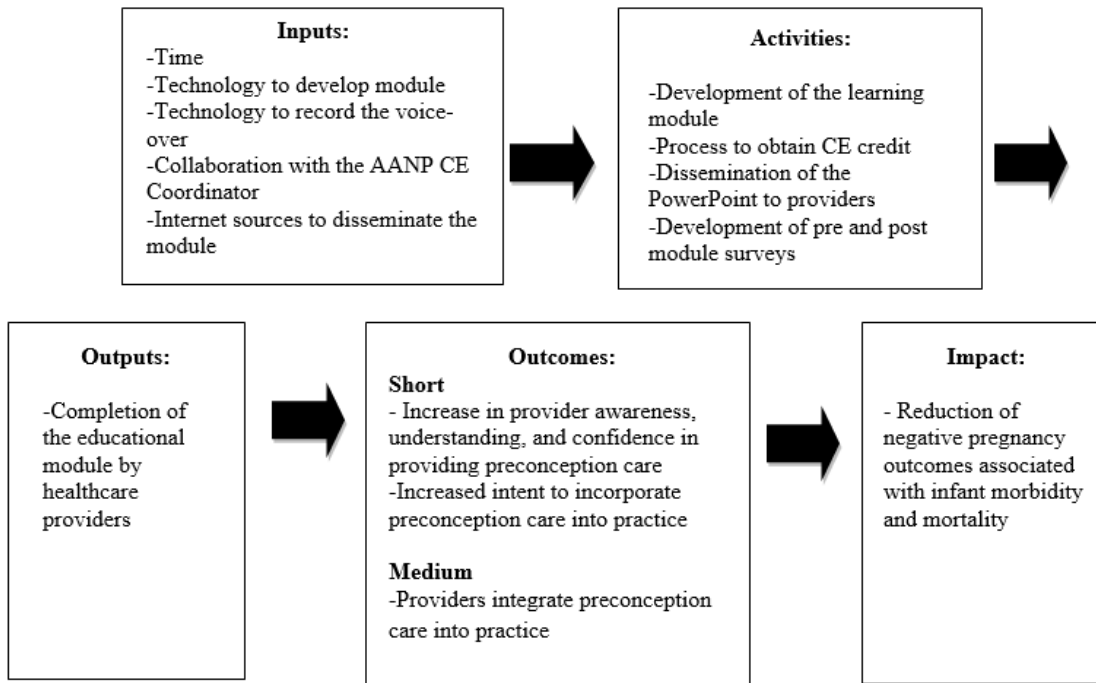 Inputs:
-Time
-Technology to develop module
-Technology to record the voice-
over
-Collaboration with the AANP CE
Coordinator
-Internet sources to disseminate the
module
Activities:
-Development of the learning
module
-Process to obtain CE credit
-Dissemination of the
PowerPoint to providers
-Development of pre and post
module surveys
Outputs:
-Completion of
the educational
module by
healthcare
providers
Outcomes:
Short
- Increase in provider awareness,
understanding, and confidence in
providing preconception care
-Increased intent to incorporate
preconception care into practice
Medium
-Providers integrate preconception
care into practice
Impact:
- Reduction of
negative pregnancy
outcomes associated
with infant morbidity
and mortality